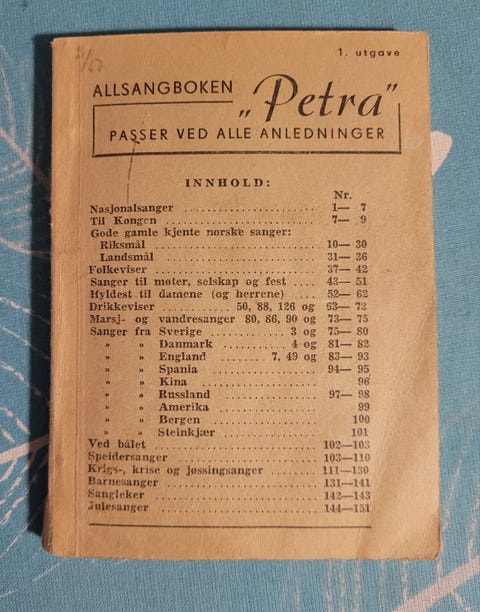 1. utgave
ALLSANGBOKEN
„Petra”
PASSER VED ALLE ANLEDNINGER
INNHOLD:
Nr.
Nasjonalsanger .......... 1— 7
Til Kongen .......... 7— 9
Gode gamle kjente norske sanger:
Riksmål .......... 10— 30
Landsmål .......... 31— 36
Folkeviser .......... 37— 42
Sanger til møter, selskap og fest .... 43— 51
Hyldest til damene (og herrene) .... 52— 62
Drikkeviser .......... 50, 88, 126 og 63— 72
Marsj- og vandresanger 80, 86, 90 og 73— 75
Sanger fra Sverige .......... 3 og 75— 80
» » Danmark .......... 4 og 81— 82
» » England ........ 7, 49 og 83— 93
» » Spania .......... 94— 95
» » Kina .......... 96
» » Russland .......... 97— 98
» » Amerika .......... 99
» » Bergen .......... 100
» » Steinkjær .......... 101
Ved bålet .......... 102—103
Speidersanger .......... 103—110
Krigs-, krise og jøssingsanger ...... 111—130
Barnesanger .......... 131—141
Sangleker .......... 142—143
Julesanger .......... 144—151